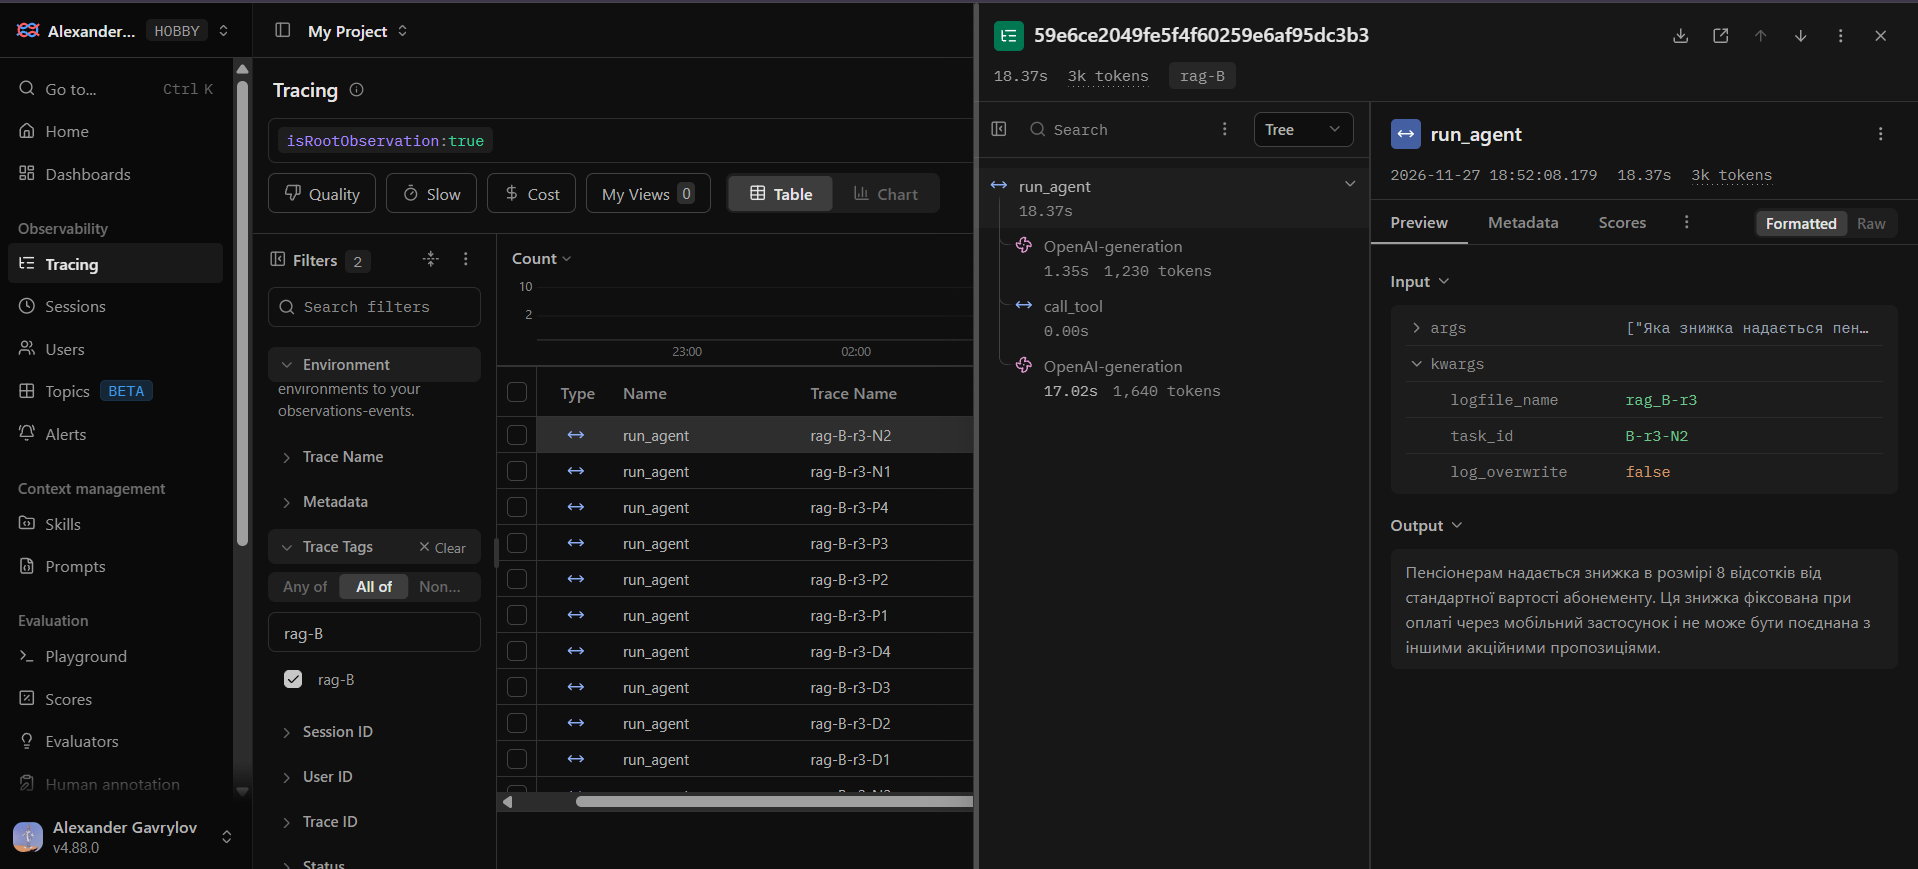 Alexander...
HOBBY
Go to...
Ctrl K
Home
Dashboards
Observability
Tracing
Sessions
Users
Topics
BETA
Alerts
Context management
Skills
Prompts
Evaluation
Playground
Scores
Evaluators
Human annotation
Alexander Gavrylov
v4.88.0
My Project
Tracing
isRootObservation:true
Quality
Slow
Cost
My Views 0
Table
Chart
Filters 2
Search filters
Environment
environments to your
observations-events.
Trace Name
Metadata
Trace Tags
Clear
Any of
All of
Non...
rag-B
rag-B
Session ID
User ID
Trace ID
Status
Count
10
2
23:00
02:00
Type Name Trace Name
run_agent rag-B-r3-N2
run_agent rag-B-r3-N1
run_agent rag-B-r3-P4
run_agent rag-B-r3-P3
run_agent rag-B-r3-P2
run_agent rag-B-r3-P1
run_agent rag-B-r3-D4
run_agent rag-B-r3-D3
run_agent rag-B-r3-D2
run_agent rag-B-r3-D1
59e6ce2049fe5f4f60259e6af95dc3b3
18.37s 3k tokens rag-B
Search
Tree
run_agent
18.37s
OpenAI-generation
1.35s 1,230 tokens
call_tool
0.00s
OpenAI-generation
17.02s 1,640 tokens
run_agent
2026-11-27 18:52:08.179 18.37s 3k tokens
Preview
Metadata
Scores
Formatted
Raw
Input
args ["Яка знижка надається пен…
kwargs
logfile_name rag_B-r3
task_id B-r3-N2
log_overwrite false
Output
Пенсіонерам надається знижка в розмірі 8 відсотків від
стандартної вартості абонементу. Ця знижка фіксована при
оплаті через мобільний застосунок і не може бути поєднана з
іншими акційними пропозиціями.